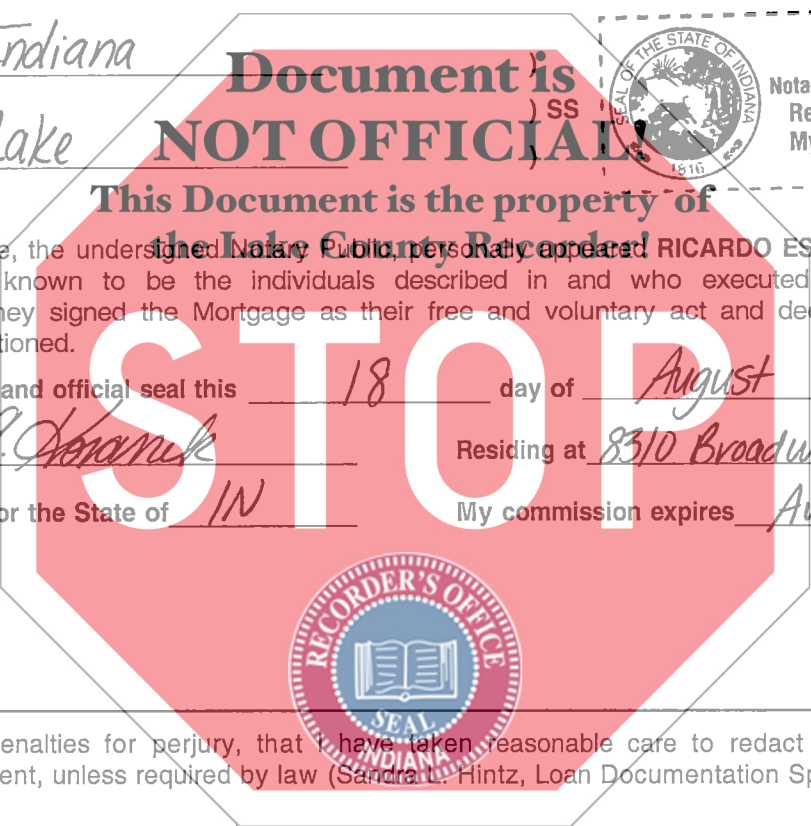 Indiana
Document is
) SS
SEAL OF THE STATE OF INDIANA
1816
Nota
Re
My
Lake
NOT OFFICIAL!
This Document is the property of
the Lake County Recorder!
e, the undersigned Notary Public, personally appeared RICARDO ES
known to be the individuals described in and who executed
hey signed the Mortgage as their free and voluntary act and dee
tioned.
and official seal this 18 day of August
Residing at 8310 Broadw
or the State of IN My commission expires Au
STOP
RECORDER'S OFFICE
SEAL
INDIANA
enalties for perjury, that I have taken reasonable care to redact
ent, unless required by law (Sandra L. Hintz, Loan Documentation Sp